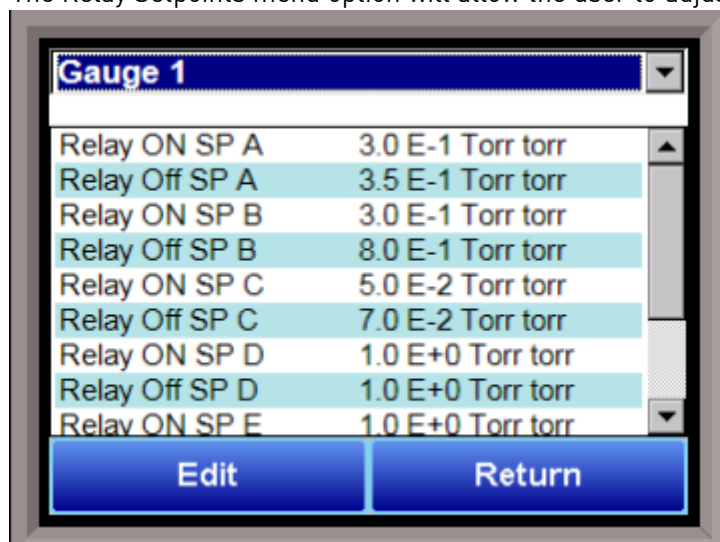 The Relay Setpoints menu option will allow the user to adjus
Gauge 1
Relay ON SP A 3.0 E-1 Torr torr
Relay Off SP A 3.5 E-1 Torr torr
Relay ON SP B 3.0 E-1 Torr torr
Relay Off SP B 8.0 E-1 Torr torr
Relay ON SP C 5.0 E-2 Torr torr
Relay Off SP C 7.0 E-2 Torr torr
Relay ON SP D 1.0 E+0 Torr torr
Relay Off SP D 1.0 E+0 Torr torr
Relay ON SP E 1.0 E+0 Torr torr
Edit Return